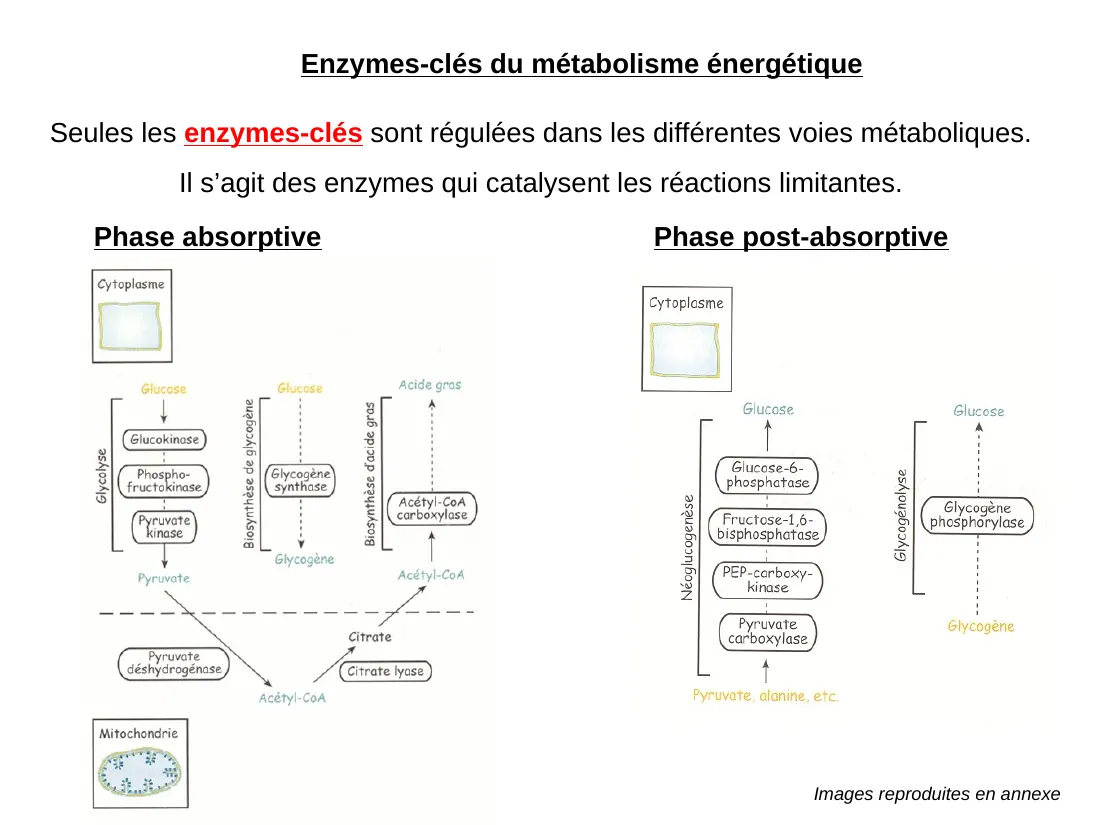 Enzymes-clés du métabolisme énergétique
Seules les enzymes-clés sont régulées dans les différentes voies métaboliques.
Il s’agit des enzymes qui catalysent les réactions limitantes.
Phase absorptive
Cytoplasme
Glycolyse
Glucose
Glucokinase
Phospho-
fructokinase
Pyruvate
kinase
Pyruvate
Biosynthèse de glycogène
Glucose
Glycogène
synthase
Glycogène
Biosynthèse d'acide gras
Acide gras
Acétyl-CoA
carboxylase
Acétyl-CoA
Citrate
Citrate lyase
Pyruvate
déshydrogénase
Acétyl-CoA
Mitochondrie
Phase post-absorptive
Cytoplasme
Néoglucogenèse
Glucose
Glucose-6-
phosphatase
Fructose-1,6-
bisphosphatase
PEP-carboxy-
kinase
Pyruvate
carboxylase
Pyruvate, alanine, etc.
Glycogénolyse
Glucose
Glycogène
phosphorylase
Glycogène
Images reproduites en annexe